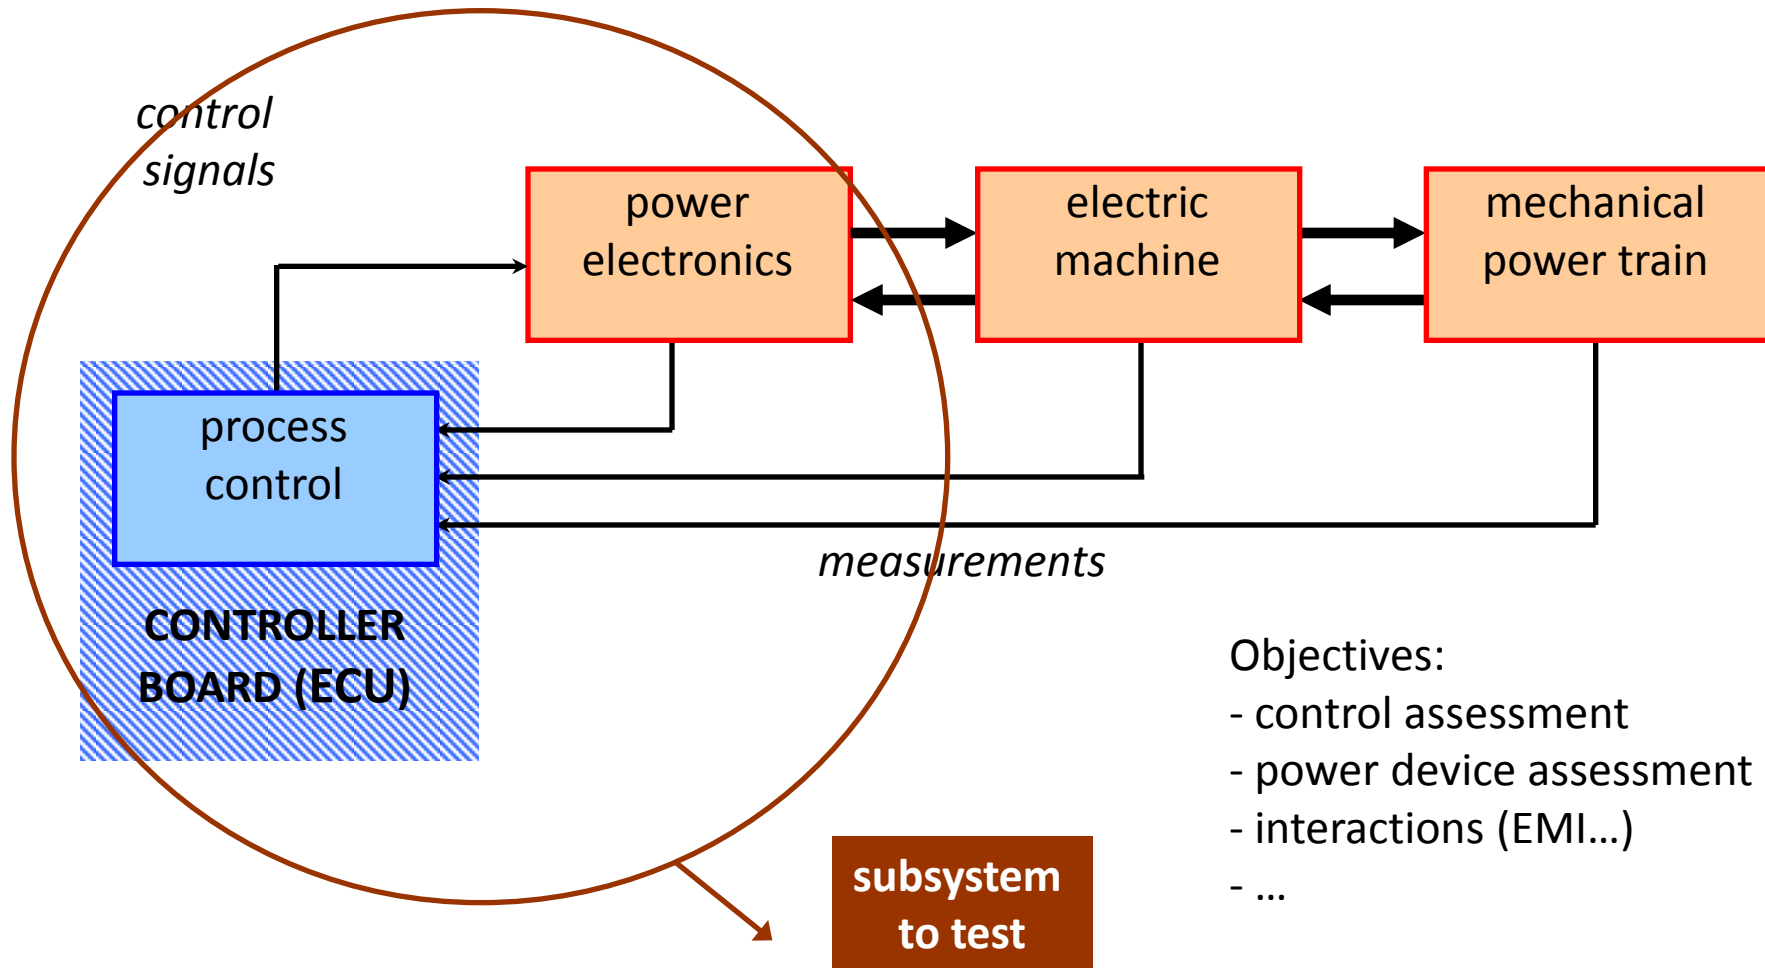 control
signals
power
electronics
electric
machine
mechanical
power train
process
control
measurements
CONTROLLER
BOARD (ECU)
Objectives:
- control assessment
- power device assessment
- interactions (EMI…)
- …
subsystem
to test